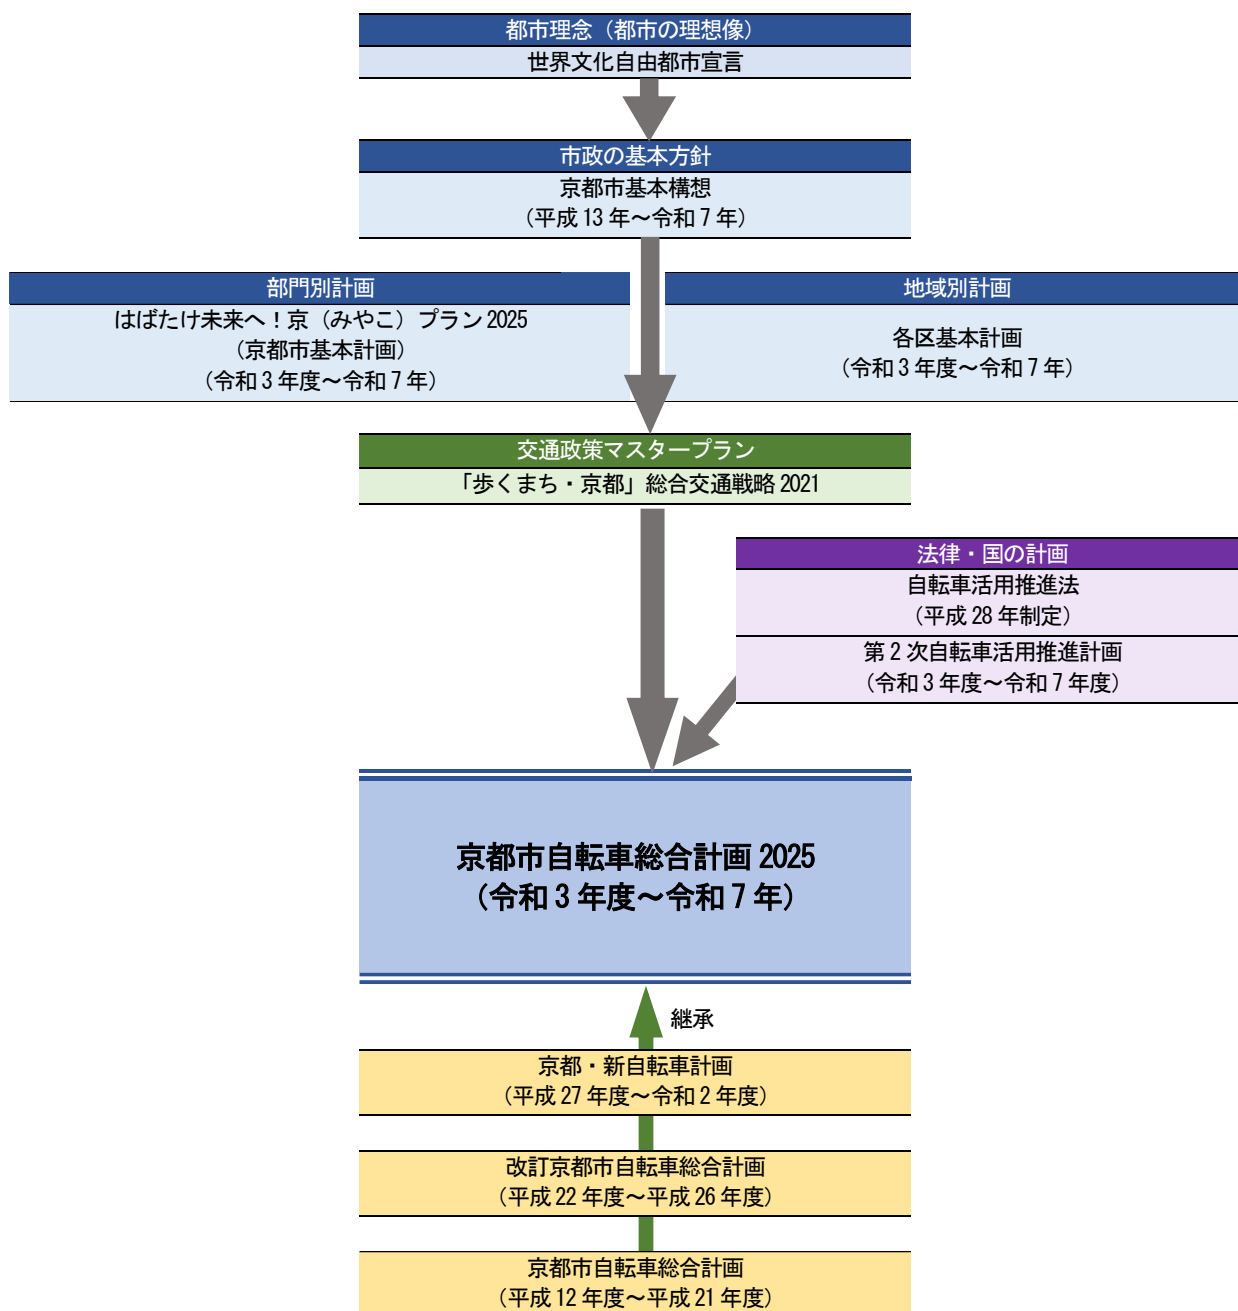 都市理念（都市の理想像）
世界文化自由都市宣言
市政の基本方針
京都市基本構想
（平成 13 年～令和 7 年）
部門別計画
はばたけ未来へ！京（みやこ）プラン 2025
（京都市基本計画）
（令和 3 年度～令和 7 年）
地域別計画
各区基本計画
（令和 3 年度～令和 7 年）
交通政策マスタープラン
「歩くまち・京都」総合交通戦略 2021
法律・国の計画
自転車活用推進法
（平成 28 年制定）
第 2 次自転車活用推進計画
（令和 3 年度～令和 7 年度）
京都市自転車総合計画 2025
（令和 3 年度～令和 7 年）
継承
京都・新自転車計画
（平成 27 年度～令和 2 年度）
改訂京都市自転車総合計画
（平成 22 年度～平成 26 年度）
京都市自転車総合計画
（平成 12 年度～平成 21 年度）